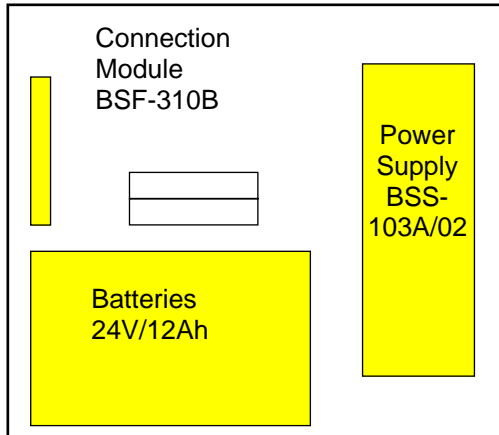 Connection
Module
BSF-310B
Power
Supply
BSS-
103A/02
Batteries
24V/12Ah